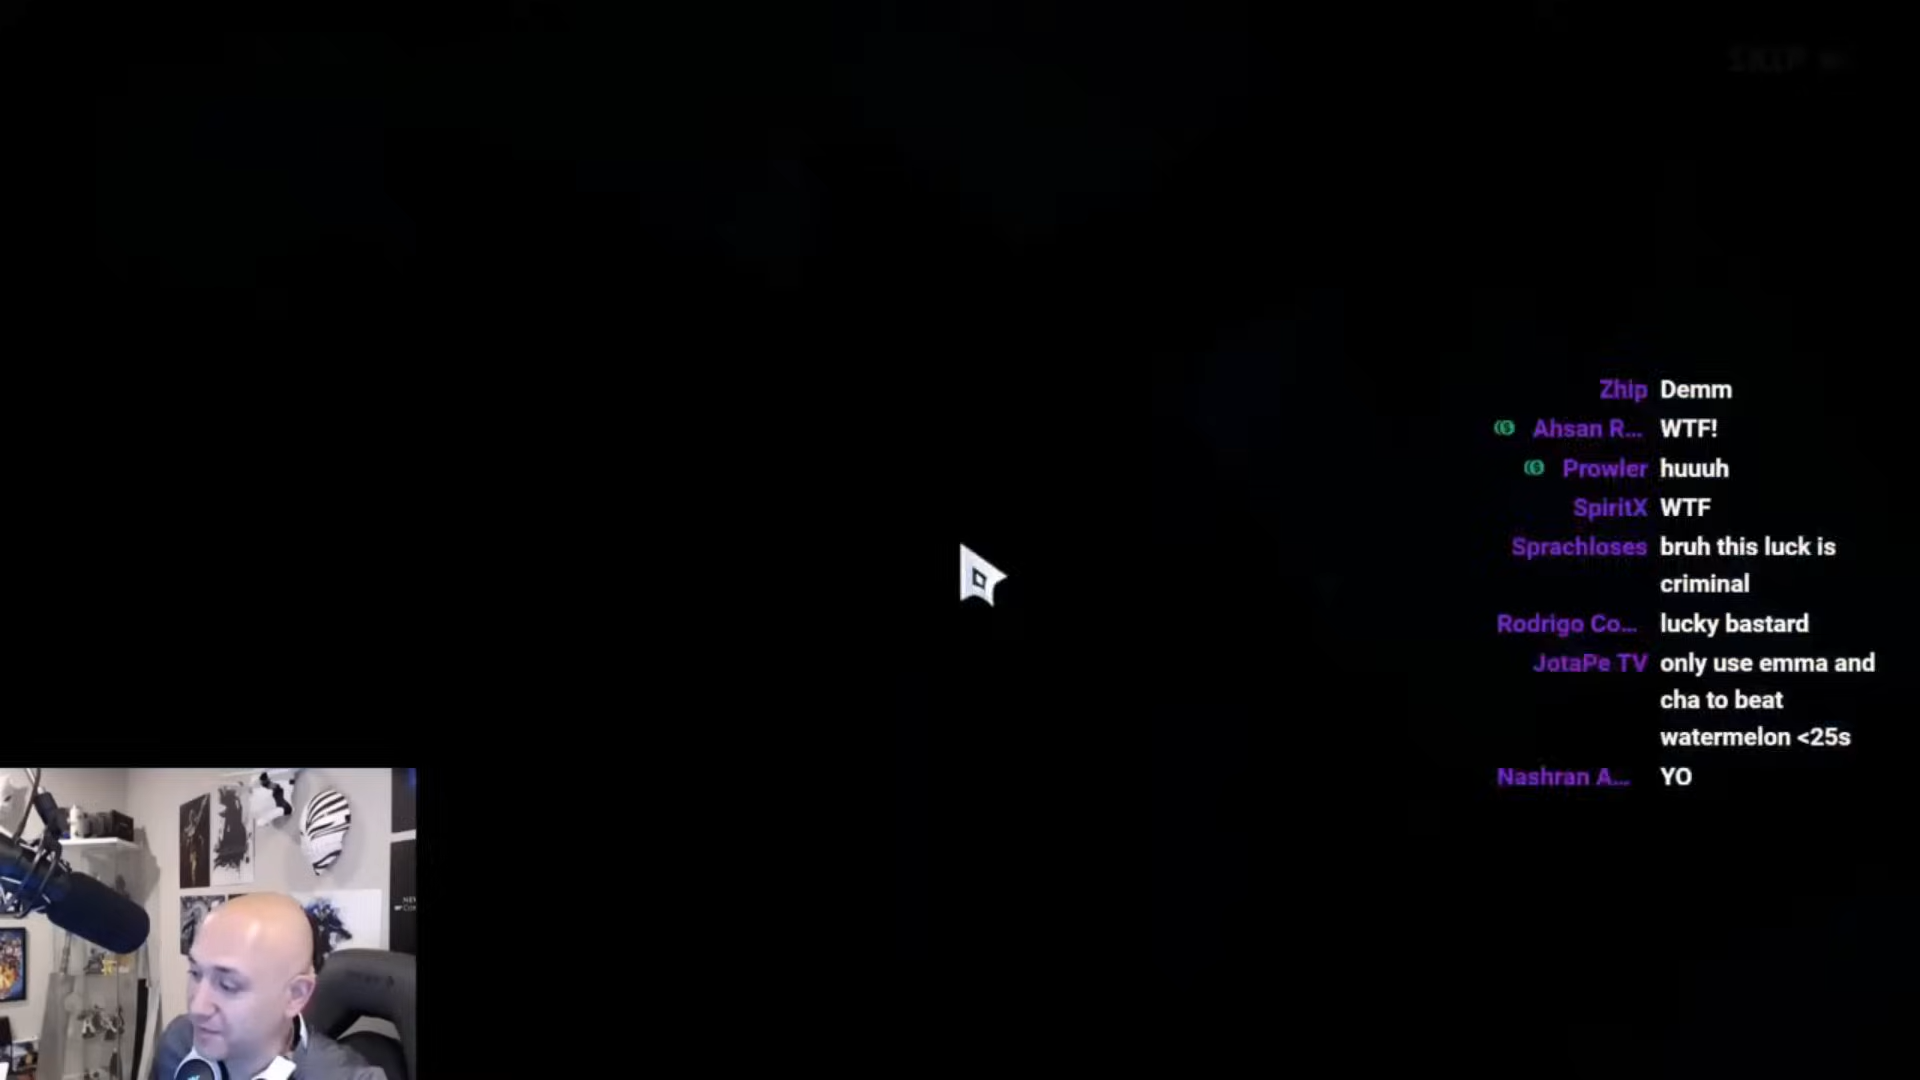 SKIP
Zhip Demm
Ahsan R... WTF!
Prowler huuuh
SpiritX WTF
Sprachloses bruh this luck is
criminal
Rodrigo Co... lucky bastard
JotaPe TV only use emma and
cha to beat
watermelon <25s
Nashran A... YO